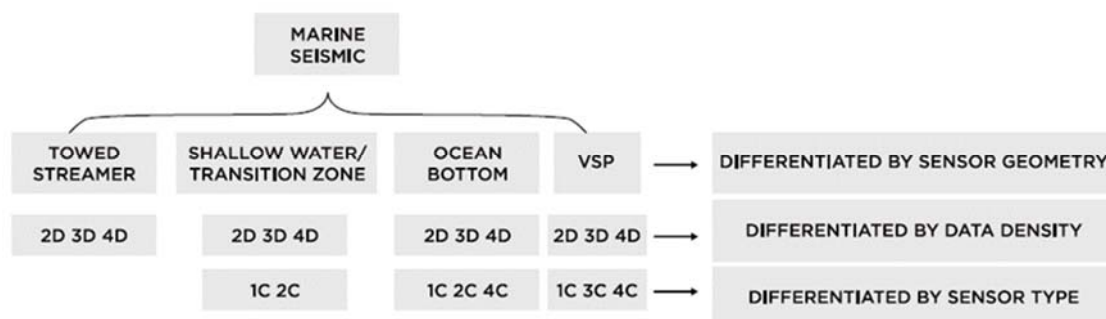 MARINE
SEISMIC
TOWED
STREAMER
SHALLOW WATER/
TRANSITION ZONE
OCEAN
BOTTOM
VSP
DIFFERENTIATED BY SENSOR GEOMETRY
2D 3D 4D
2D 3D 4D
2D 3D 4D
2D 3D 4D
DIFFERENTIATED BY DATA DENSITY
1C 2C
1C 2C 4C
1C 3C 4C
DIFFERENTIATED BY SENSOR TYPE